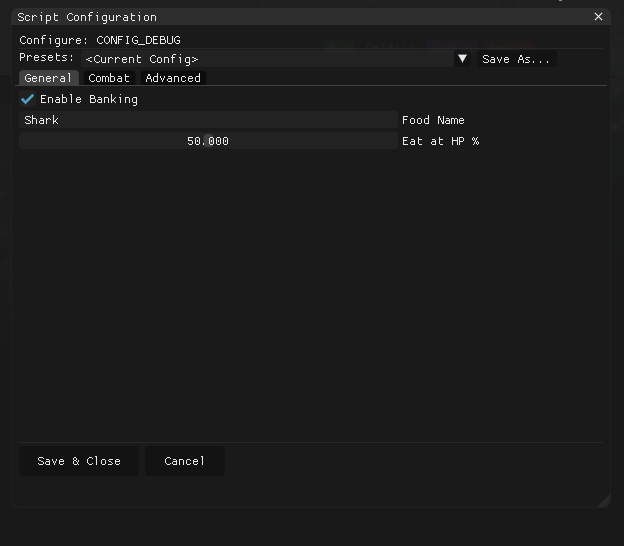 Script Configuration
Configure: CONFIG_DEBUG
Presets: <Current Config> Save As...
General Combat Advanced
Enable Banking
Shark Food Name
50.000 Eat at HP %
Save & Close Cancel